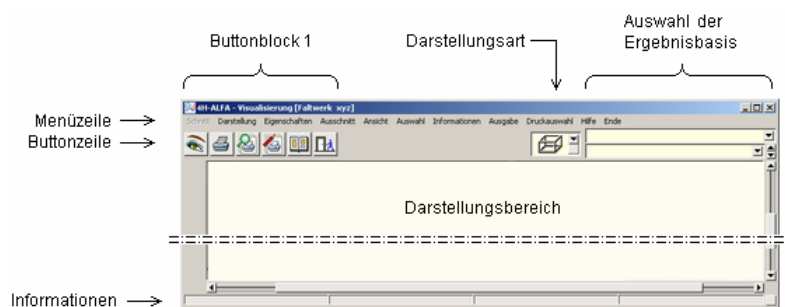 Auswahl der
Buttonblock 1 Darstellungsart Ergebnisbasis
4H-ALFA - Visualisierung [Faltwerk xyz]
Menüzeile Schnitt Darstellung Eigenschaften Ausschnitt Ansicht Auswahl Informationen Ausgabe Druckauswahl Hilfe Ende
Buttonzeile
Darstellungsbereich
Informationen